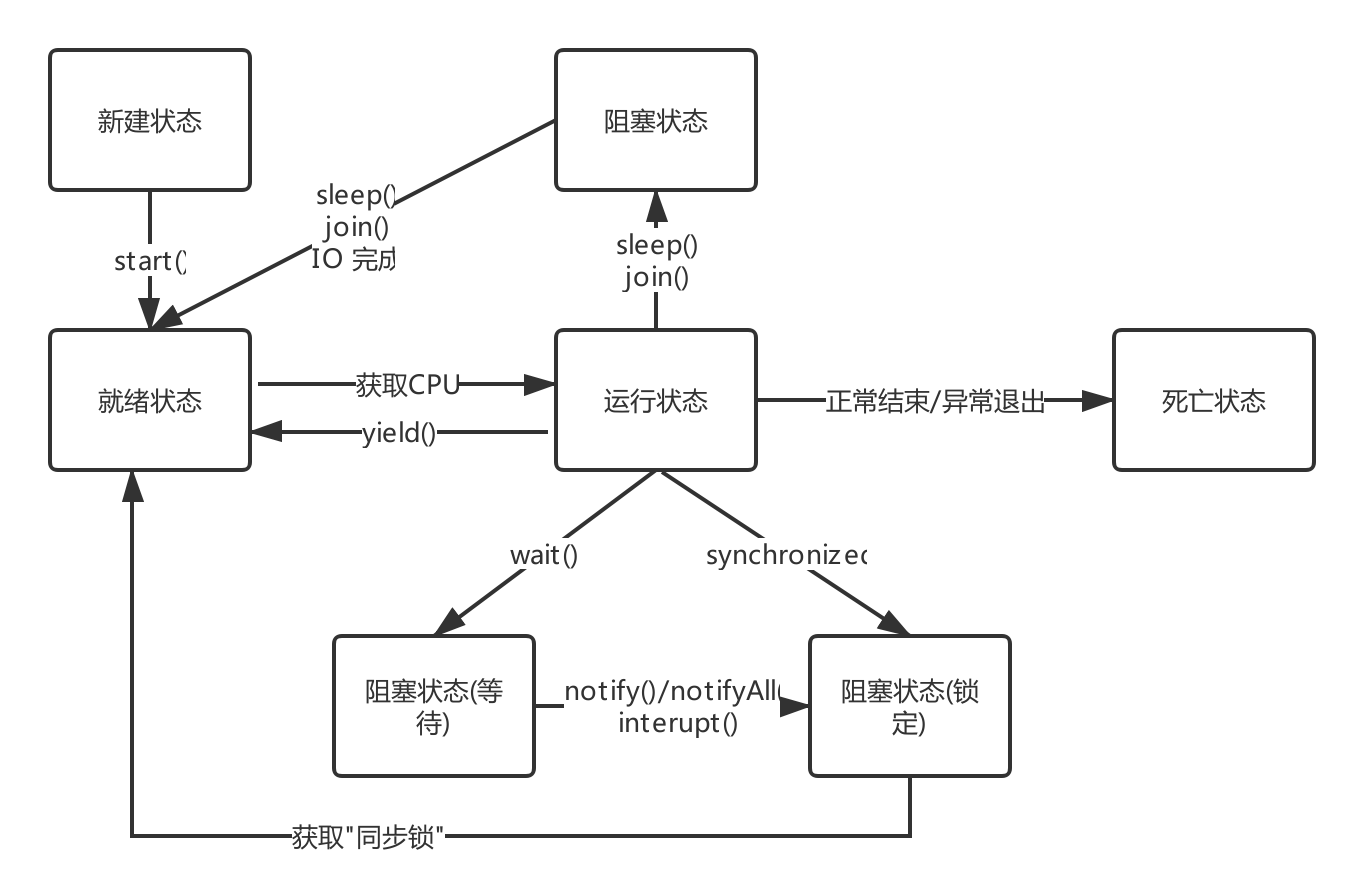 新建状态
阻塞状态
sleep()
join()
IO 完成
start()
sleep()
join()
就绪状态
获取CPU
yield()
运行状态
正常结束/异常退出
死亡状态
wait()
synchronized
阻塞状态(等
待)
notify()/notifyAll(
interupt()
阻塞状态(锁
定)
获取"同步锁"